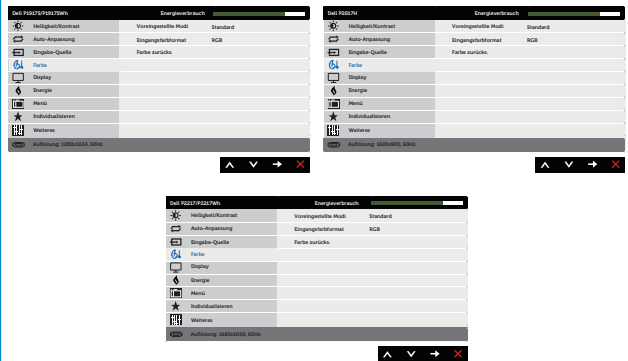 Dell P1917S/P1917SWh Energieverbrauch
Helligkeit/Kontrast Voreingestellte Modi Standard
Auto-Anpassung Eingangsfarbformat RGB
Eingabe-Quelle Farbe zurücks.
Farbe
Display
Energie
Menü
Individualisieren
Weiteres
Auflösung: 1280x1024, 60Hz
Dell P2017H Energieverbrauch
Helligkeit/Kontrast Voreingestellte Modi Standard
Auto-Anpassung Eingangsfarbformat RGB
Eingabe-Quelle Farbe zurücks.
Farbe
Display
Energie
Menü
Individualisieren
Weiteres
Auflösung: 1600x900, 60Hz
Dell P2217/P2217Wh Energieverbrauch
Helligkeit/Kontrast Voreingestellte Modi Standard
Auto-Anpassung Eingangsfarbformat RGB
Eingabe-Quelle Farbe zurücks.
Farbe
Display
Energie
Menü
Individualisieren
Weiteres
Auflösung: 1680x1050, 60Hz